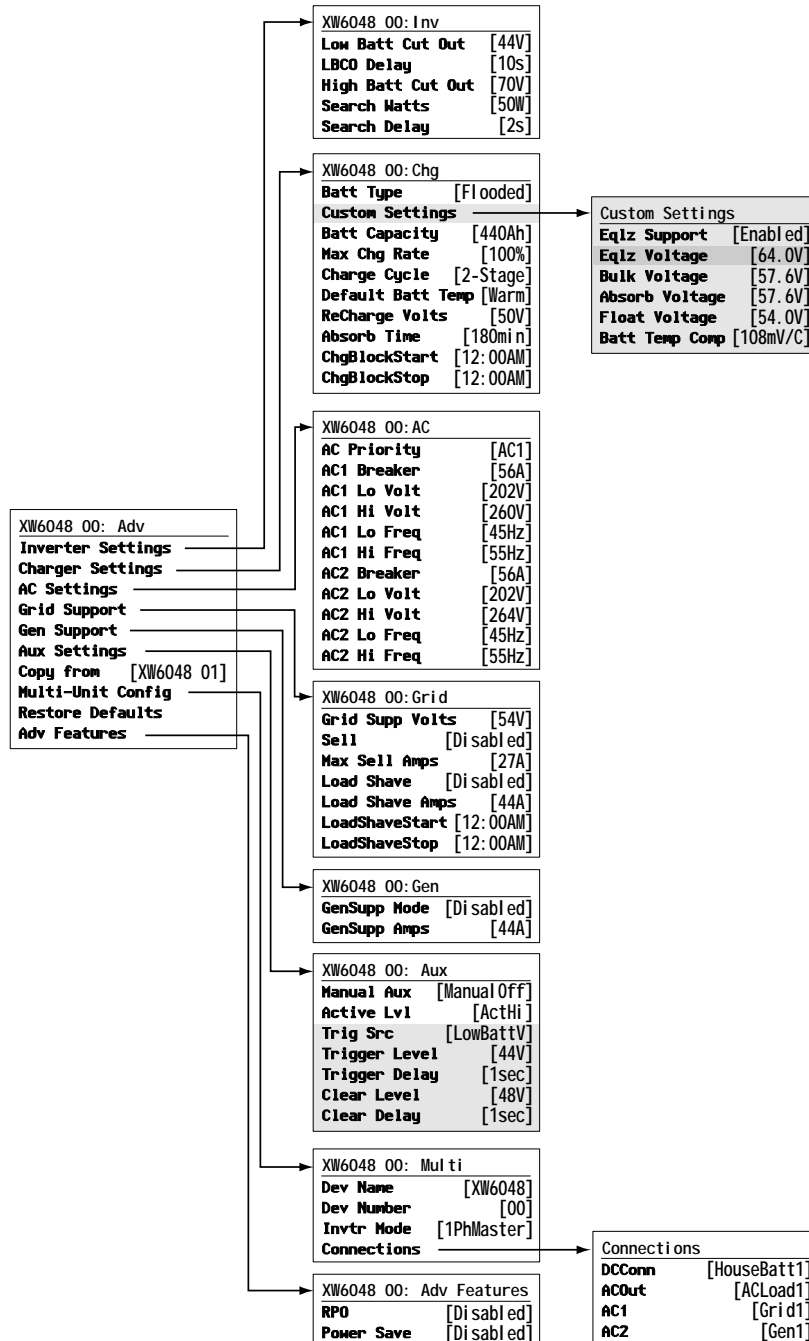 XW6048 00:Inv
Low Batt Cut Out [44V]
LBCO Delay [10s]
High Batt Cut Out [70V]
Search Watts [50W]
Search Delay [2s]
XW6048 00:Chg
Batt Type [Flooded]
Custom Settings
Batt Capacity [440Ah]
Max Chg Rate [100%]
Charge Cycle [2-Stage]
Default Batt Temp [Warm]
ReCharge Volts [50V]
Absorb Time [180min]
ChgBlockStart [12:00AM]
ChgBlockStop [12:00AM]
Custom Settings
Eqlz Support [Enabled]
Eqlz Voltage [64.0V]
Bulk Voltage [57.6V]
Absorb Voltage [57.6V]
Float Voltage [54.0V]
Batt Temp Comp [108mV/C]
XW6048 00:AC
AC Priority [AC1]
AC1 Breaker [56A]
AC1 Lo Volt [202V]
AC1 Hi Volt [260V]
AC1 Lo Freq [45Hz]
AC1 Hi Freq [55Hz]
AC2 Breaker [56A]
AC2 Lo Volt [202V]
AC2 Hi Volt [264V]
AC2 Lo Freq [45Hz]
AC2 Hi Freq [55Hz]
XW6048 00: Adv
Inverter Settings
Charger Settings
AC Settings
Grid Support
Gen Support
Aux Settings
Copy from [XW6048 01]
Multi-Unit Config
Restore Defaults
Adv Features
XW6048 00:Grid
Grid Supp Volts [54V]
Sell [Disabled]
Max Sell Amps [27A]
Load Shave [Disabled]
Load Shave Amps [44A]
LoadShaveStart [12:00AM]
LoadShaveStop [12:00AM]
XW6048 00:Gen
GenSupp Mode [Disabled]
GenSupp Amps [44A]
XW6048 00: Aux
Manual Aux [ManualOff]
Active Lvl [ActHi]
Trig Src [LowBattV]
Trigger Level [44V]
Trigger Delay [1sec]
Clear Level [48V]
Clear Delay [1sec]
XW6048 00: Multi
Dev Name [XW6048]
Dev Number [00]
Invtr Mode [1PhMaster]
Connections
Connections
DCConn [HouseBatt1]
ACOut [ACLoad1]
AC1 [Grid1]
AC2 [Gen1]
XW6048 00: Adv Features
RPO [Disabled]
Power Save [Disabled]